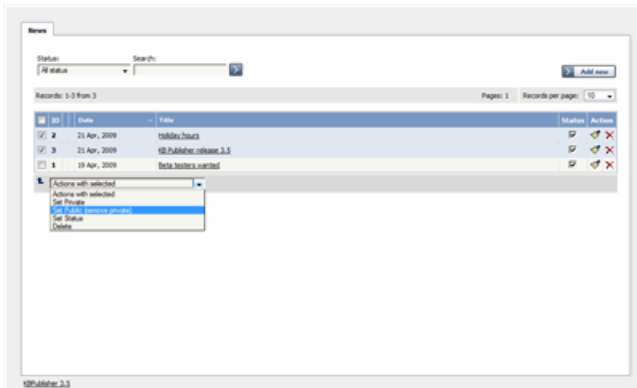 News
Status: Search:
All status
Add new
Records: 1-3 from 3 Pages: 1 Records per page: 10
ID Date Title Status Action
2 21 Apr, 2009 Holiday hours
3 21 Apr, 2009 KB Publisher release 3.5
1 19 Apr, 2009 Beta testers wanted
Actions with selected
Actions with selected
Set Private
Set Public (remove private)
Set Status
Delete
KBPublisher 3.5